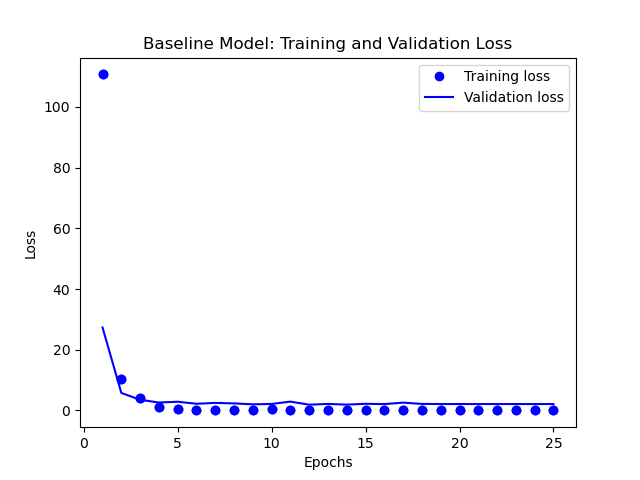 Baseline Model: Training and Validation Loss
Training loss
Validation loss
Loss
100
80
60
40
20
0
0 5 10 15 20 25
Epochs